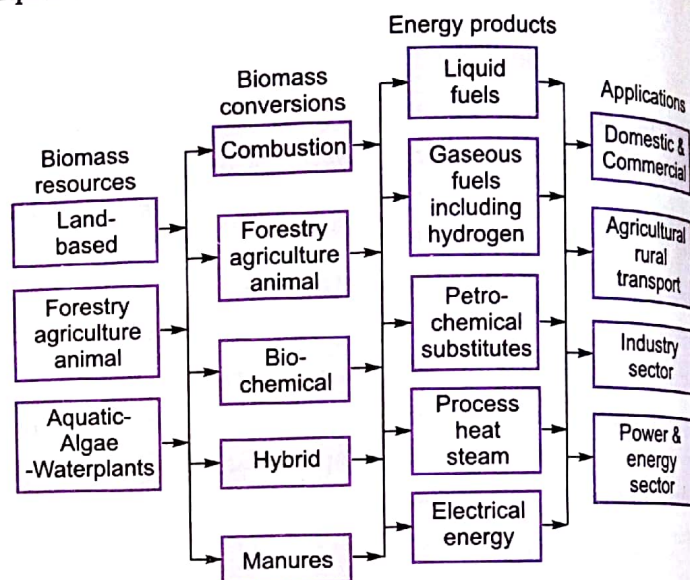 Biomass
resources
Land-
based
Forestry
agriculture
animal
Aquatic-
Algae
-Waterplants
Biomass
conversions
Combustion
Forestry
agriculture
animal
Bio-
chemical
Hybrid
Manures
Energy products
Liquid
fuels
Gaseous
fuels
including
hydrogen
Petro-
chemical
substitutes
Process
heat
steam
Electrical
energy
Applications
Domestic &
Commercial
Agricultural
rural
transport
Industry
sector
Power &
energy
sector